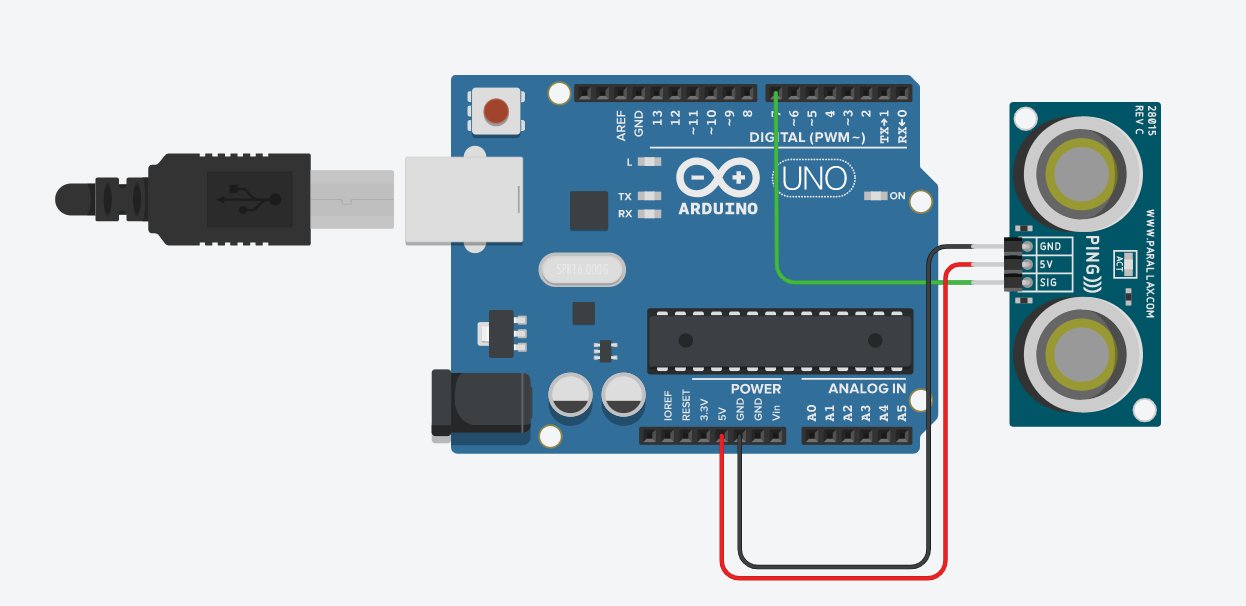 AREF
GND
13
12
~11
~10
~9
8
7
~6
~5
4
~3
2
TX→1
RX←0
DIGITAL (PWM~)
L
TX
RX
ARDUINO
UNO
ON
IOREF
RESET
3.3V
5V
GND
GND
Vin
POWER
ANALOG IN
A0
A1
A2
A3
A4
A5
28015
REV C
GND
5V
SIG
PING)))
ACT
WWW.PARALLAX.COM